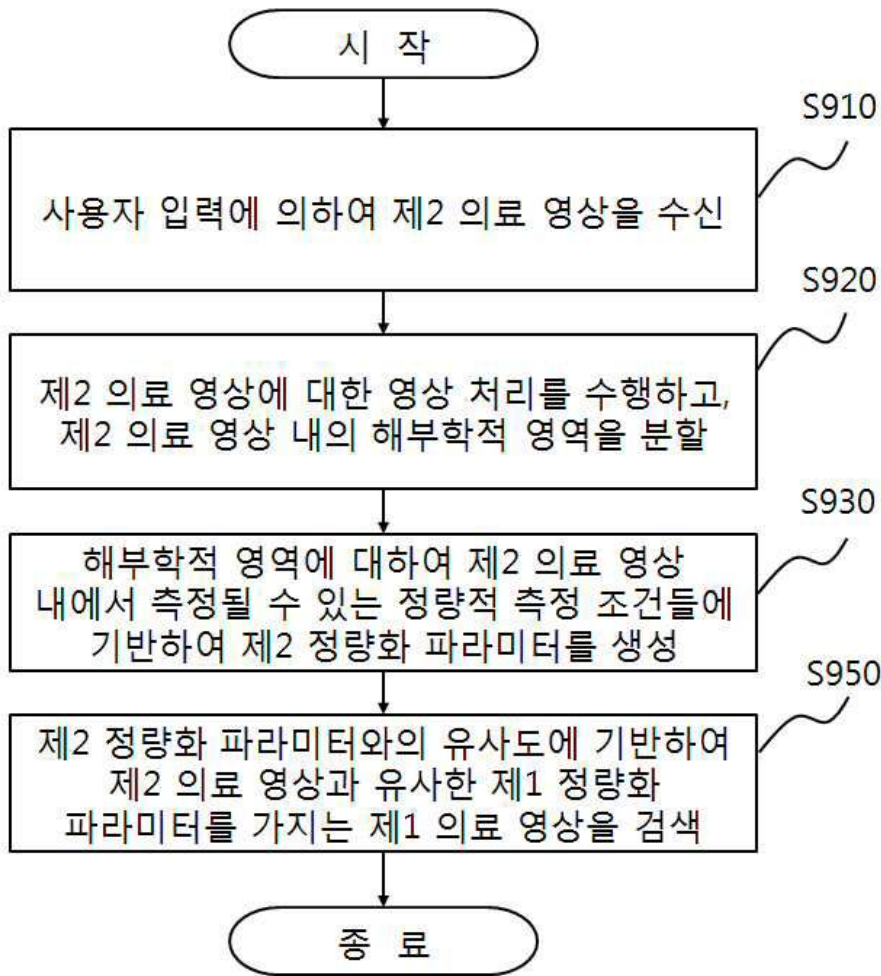 시 작
S910
사용자 입력에 의하여 제2 의료 영상을 수신
S920
제2 의료 영상에 대한 영상 처리를 수행하고,
제2 의료 영상 내의 해부학적 영역을 분할
S930
해부학적 영역에 대하여 제2 의료 영상
내에서 측정될 수 있는 정량적 측정 조건들에
기반하여 제2 정량화 파라미터를 생성
S950
제2 정량화 파라미터와의 유사도에 기반하여
제2 의료 영상과 유사한 제1 정량화
파라미터를 가지는 제1 의료 영상을 검색
종 료